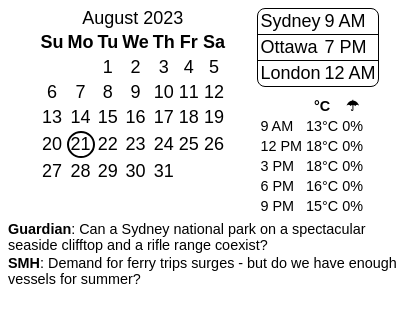 August 2023
Su Mo Tu We Th Fr Sa
1 2 3 4 5
6 7 8 9 10 11 12
13 14 15 16 17 18 19
20 21 22 23 24 25 26
27 28 29 30 31
Sydney 9 AM
Ottawa 7 PM
London 12 AM
°C ☂
9 AM 13°C 0%
12 PM 18°C 0%
3 PM 18°C 0%
6 PM 16°C 0%
9 PM 15°C 0%
Guardian: Can a Sydney national park on a spectacular
seaside clifftop and a rifle range coexist?
SMH: Demand for ferry trips surges - but do we have enough
vessels for summer?